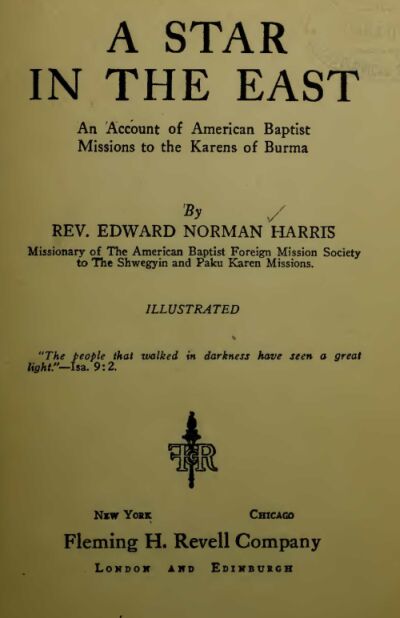 A STAR
IN THE EAST
An Account of American Baptist
Missions to the Karens of Burma
By
REV. EDWARD NORMAN HARRIS
Missionary of The American Baptist Foreign Mission Society
to The Shwegyin and Paku Karen Missions.
ILLUSTRATED
"The people that walked in darkness have seen a great
light."—Isa. 9:2.
NEW YORK CHICAGO
Fleming H. Revell Company
LONDON AND EDINBURGH